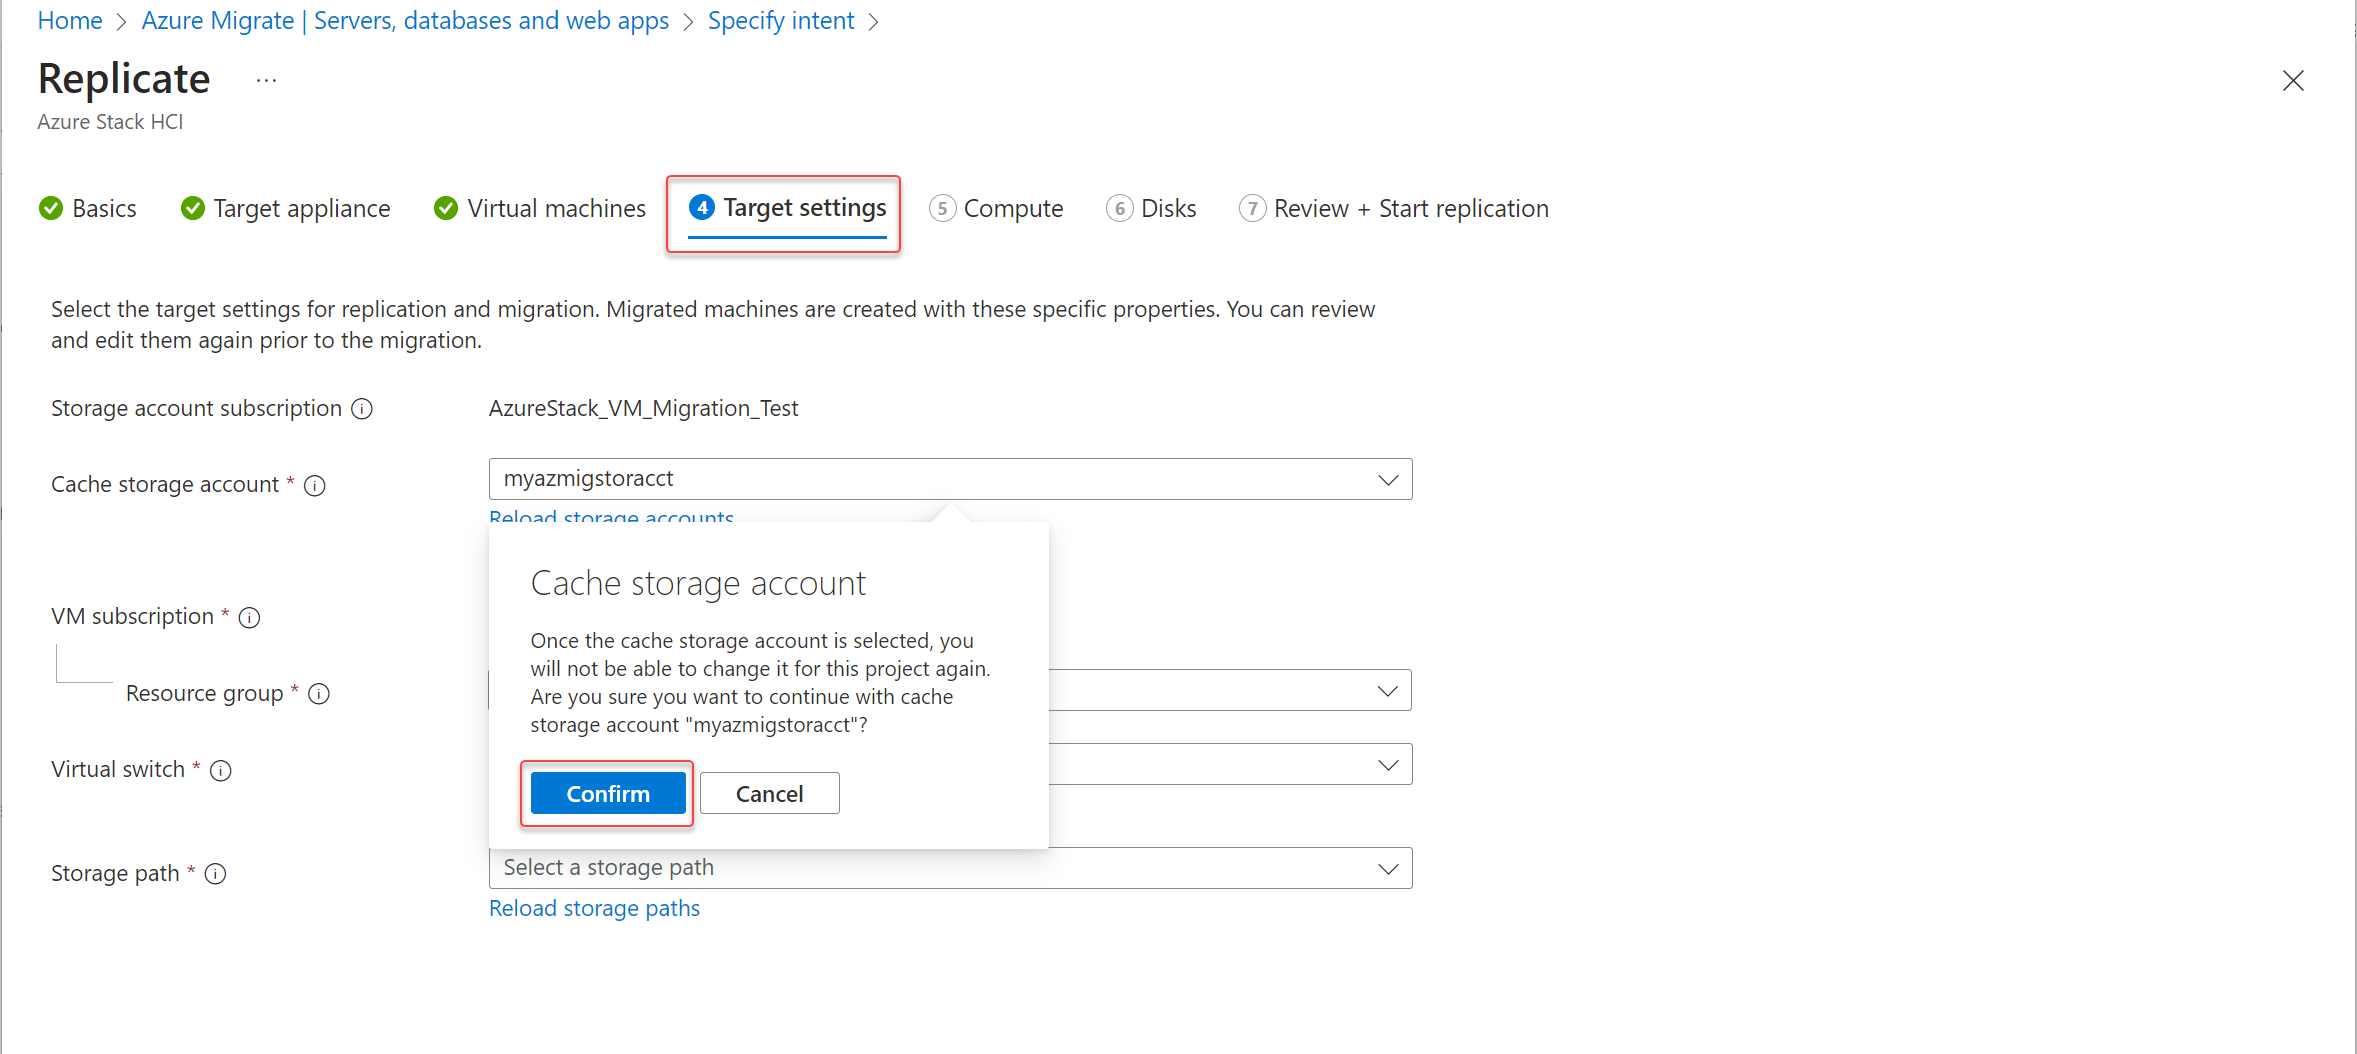 Home > Azure Migrate | Servers, databases and web apps > Specify intent >
Replicate ...
Azure Stack HCI
Basics Target appliance Virtual machines 4 Target settings 5 Compute 6 Disks 7 Review + Start replication
Select the target settings for replication and migration. Migrated machines are created with these specific properties. You can review
and edit them again prior to the migration.
Storage account subscription AzureStack_VM_Migration_Test
Cache storage account * myazmigstoracct
Reload storage accounts
Cache storage account
Once the cache storage account is selected, you
will not be able to change it for this project again.
Are you sure you want to continue with cache
storage account "myazmigstoracct"?
Confirm Cancel
VM subscription *
Resource group *
Virtual switch *
Storage path * Select a storage path
Reload storage paths